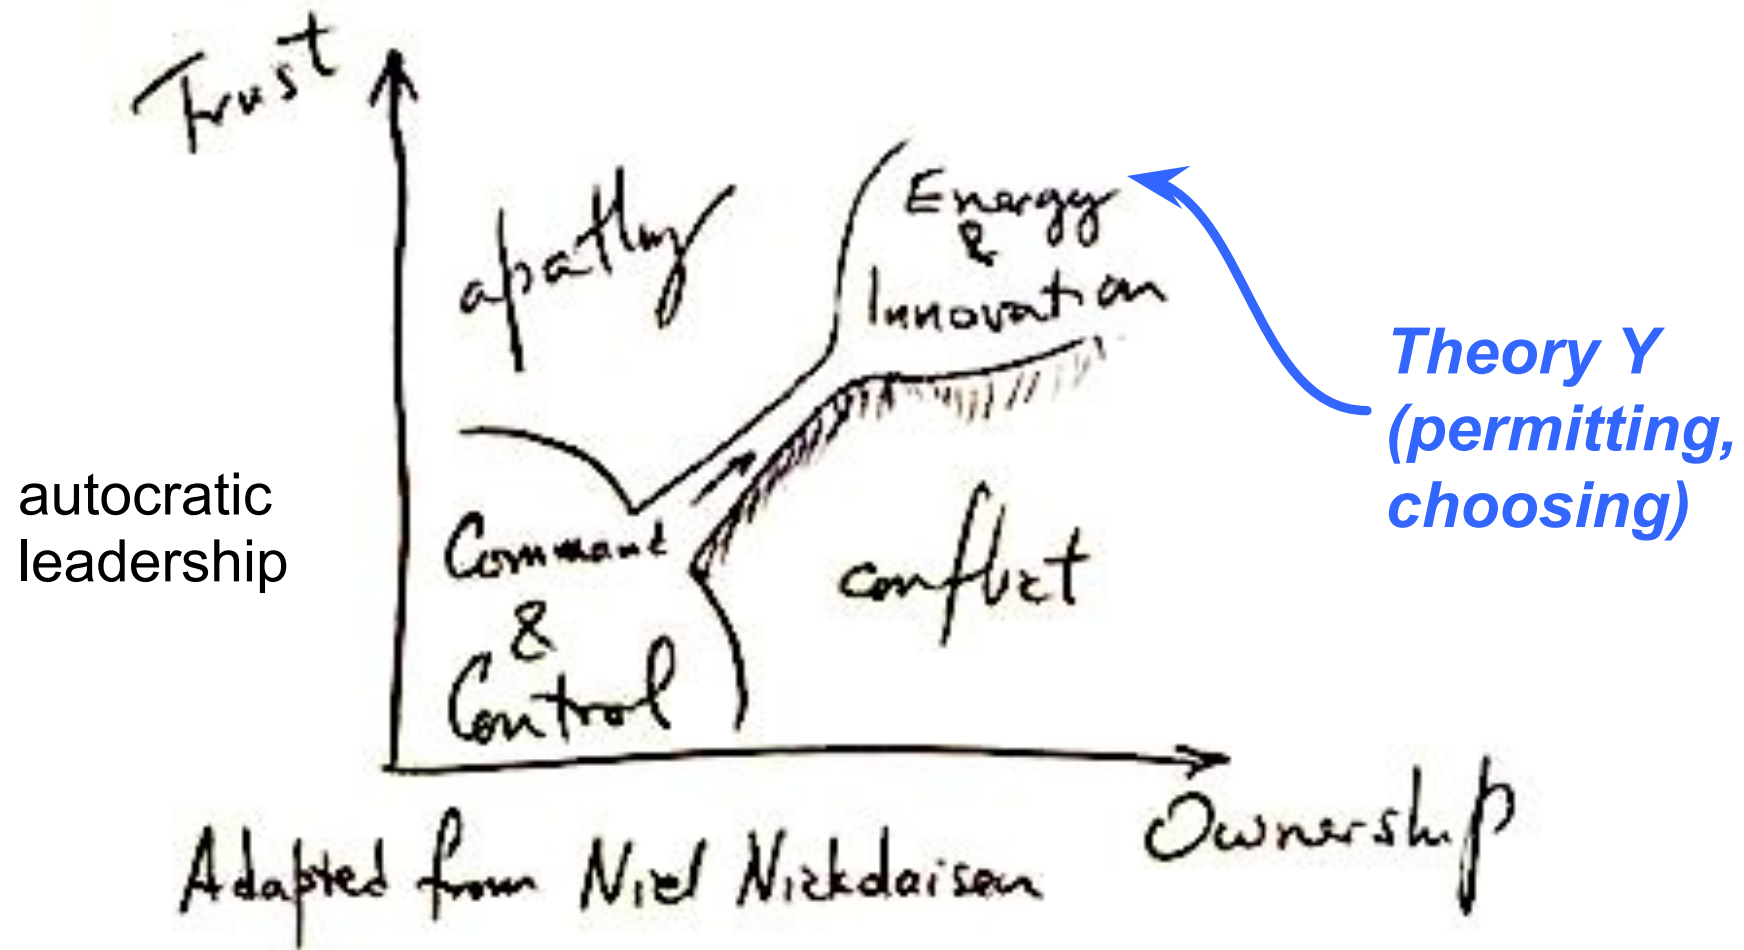 Trust
apathy
Energy
&
Innovation
Theory Y
(permitting,
choosing)
autocratic
leadership
Command
&
Control
conflict
Ownership
Adapted from Niel Nickdaisen